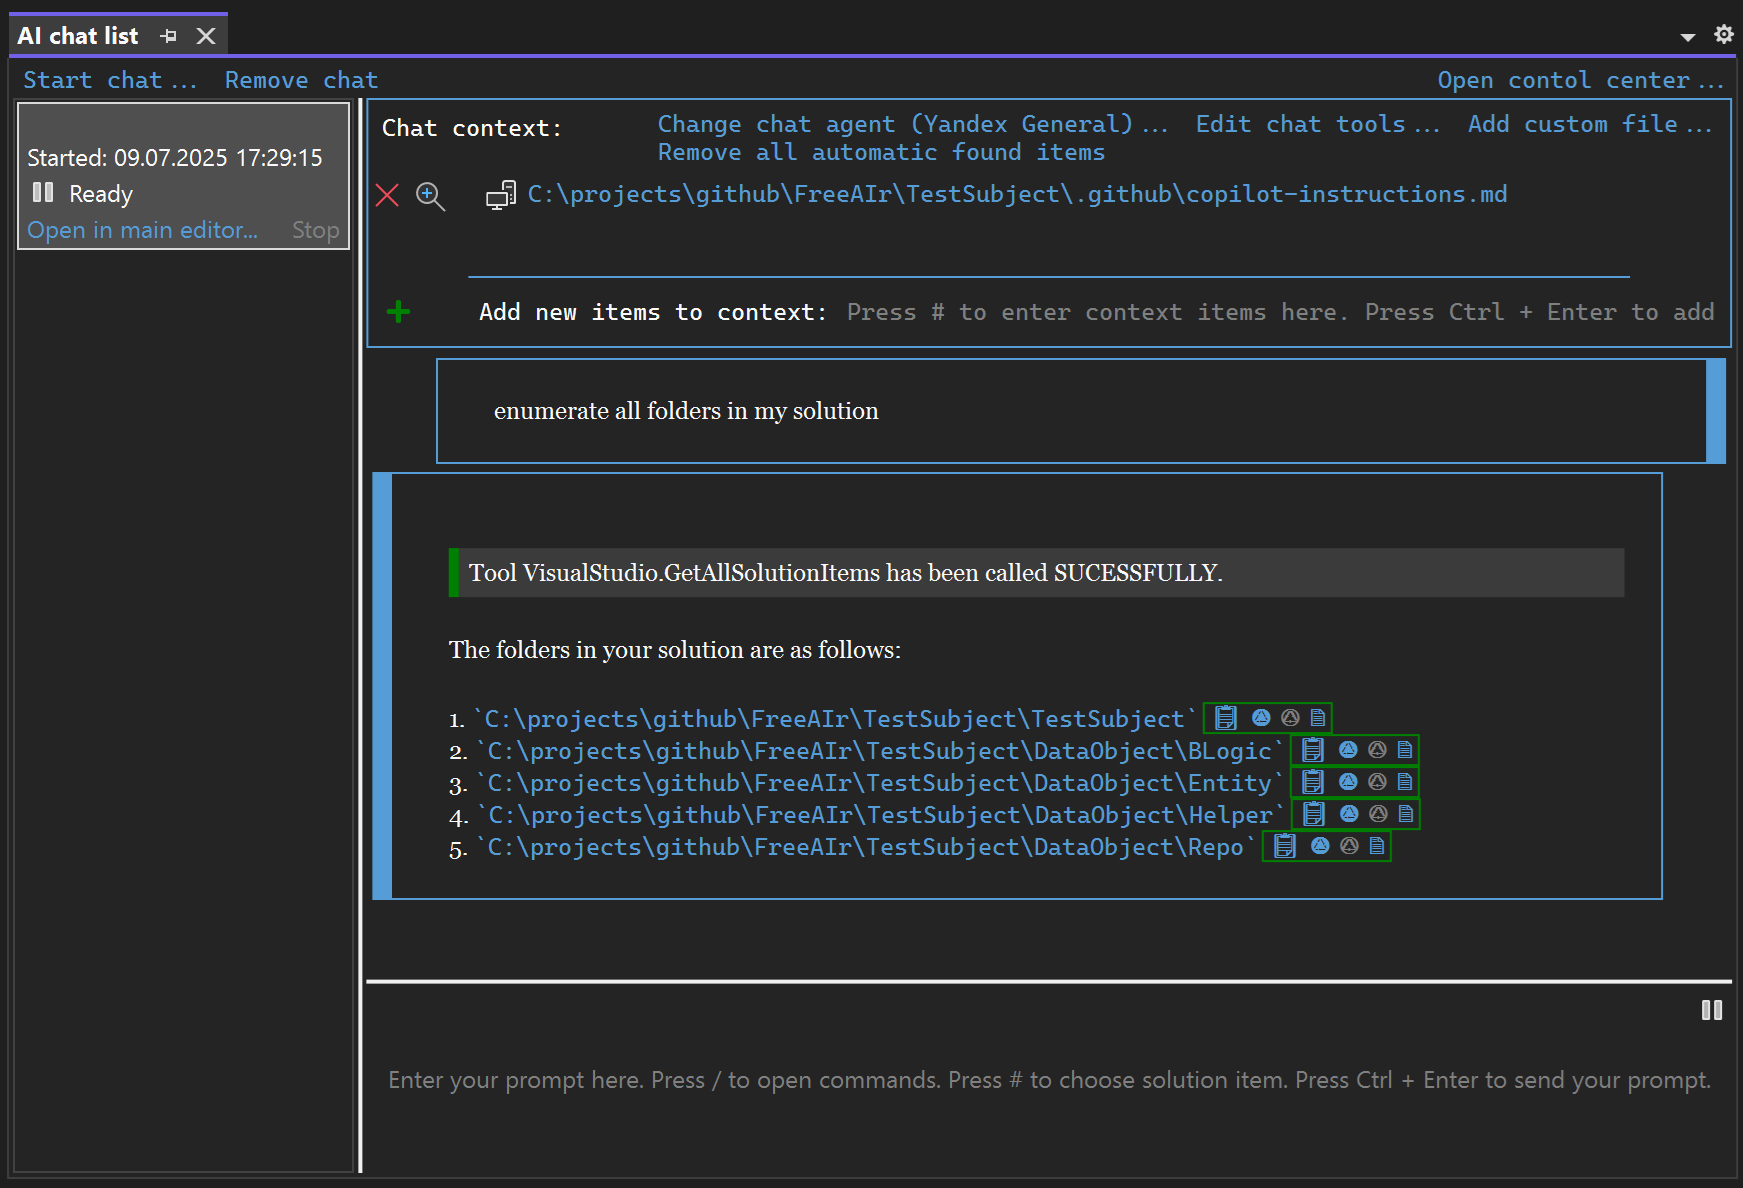 AI chat list
Start chat ... Remove chat
Open contol center ...
Started: 09.07.2025 17:29:15
Ready
Open in main editor... Stop
Chat context:
Change chat agent (Yandex General) ... Edit chat tools ... Add custom file ...
Remove all automatic found items
C:\projects\github\FreeAIr\TestSubject\.github\copilot-instructions.md
Add new items to context: Press # to enter context items here. Press Ctrl + Enter to add
enumerate all folders in my solution
Tool VisualStudio.GetAllSolutionItems has been called SUCESSFULLY.
The folders in your solution are as follows:
1. `C:\projects\github\FreeAIr\TestSubject\TestSubject`
2. `C:\projects\github\FreeAIr\TestSubject\DataObject\BLogic`
3. `C:\projects\github\FreeAIr\TestSubject\DataObject\Entity`
4. `C:\projects\github\FreeAIr\TestSubject\DataObject\Helper`
5. `C:\projects\github\FreeAIr\TestSubject\DataObject\Repo`
Enter your prompt here. Press / to open commands. Press # to choose solution item. Press Ctrl + Enter to send your prompt.